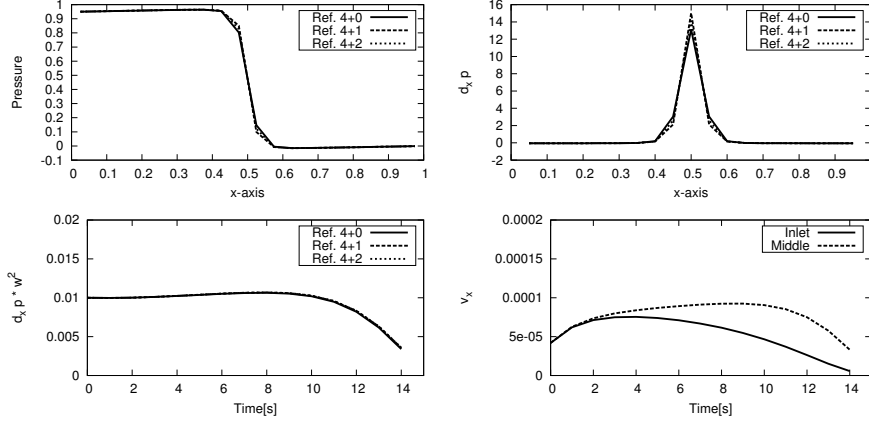 1
0.9
0.8
0.7
0.6
0.5
0.4
0.3
0.2
0.1
0
-0.1
Pressure
0 0.1 0.2 0.3 0.4 0.5 0.6 0.7 0.8 0.9 1
x-axis
Ref. 4+0
Ref. 4+1
Ref. 4+2
16
14
12
10
8
6
4
2
0
-2
d_x p
0 0.1 0.2 0.3 0.4 0.5 0.6 0.7 0.8 0.9 1
x-axis
Ref. 4+0
Ref. 4+1
Ref. 4+2
0.02
0.015
0.01
0.005
0
d_x p * w^2
0 2 4 6 8 10 12 14
Time[s]
Ref. 4+0
Ref. 4+1
Ref. 4+2
0.0002
0.00015
0.0001
5e-05
0
v_x
0 2 4 6 8 10 12 14
Time[s]
Inlet
Middle